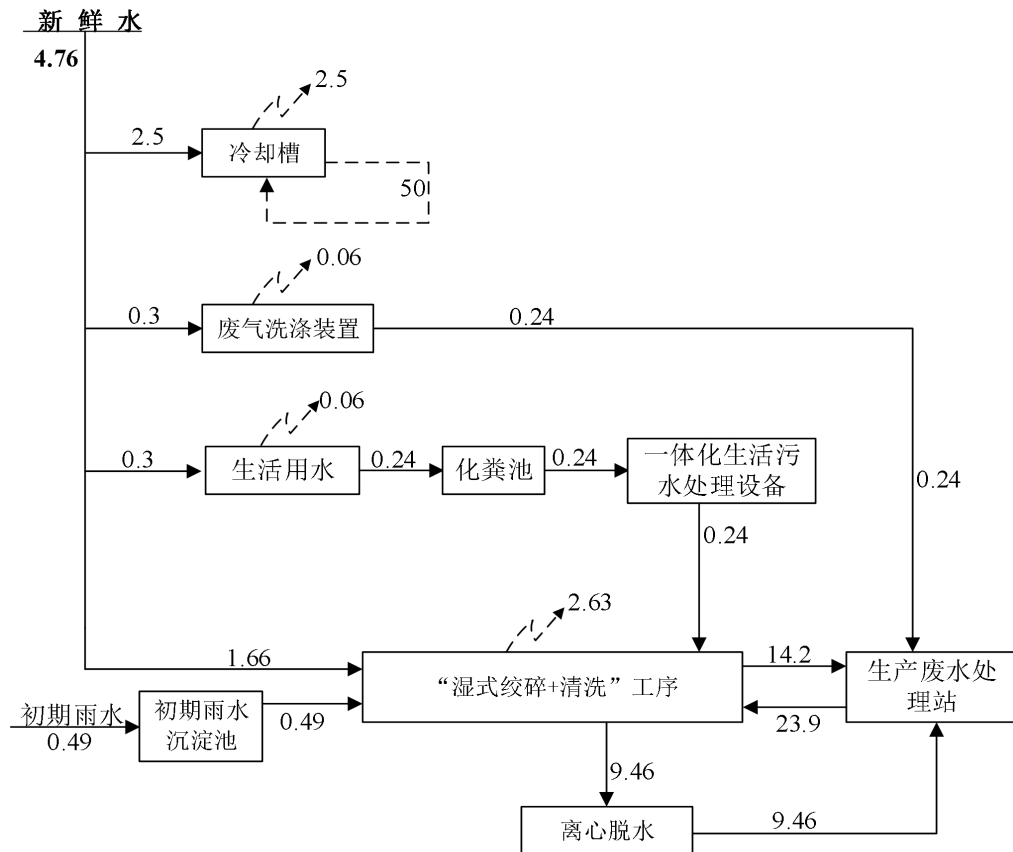 新鲜水
4.76
2.5
2.5
冷却槽
50
0.06
0.3
废气洗涤装置
0.24
0.06
0.3
生活用水
0.24
化粪池
0.24
一体化生活污
水处理设备
0.24
0.24
2.63
1.66
“湿式绞碎+清洗”工序
14.2
生产废水处
理站
23.9
初期雨水
0.49
初期雨水
沉淀池
0.49
9.46
离心脱水
9.46